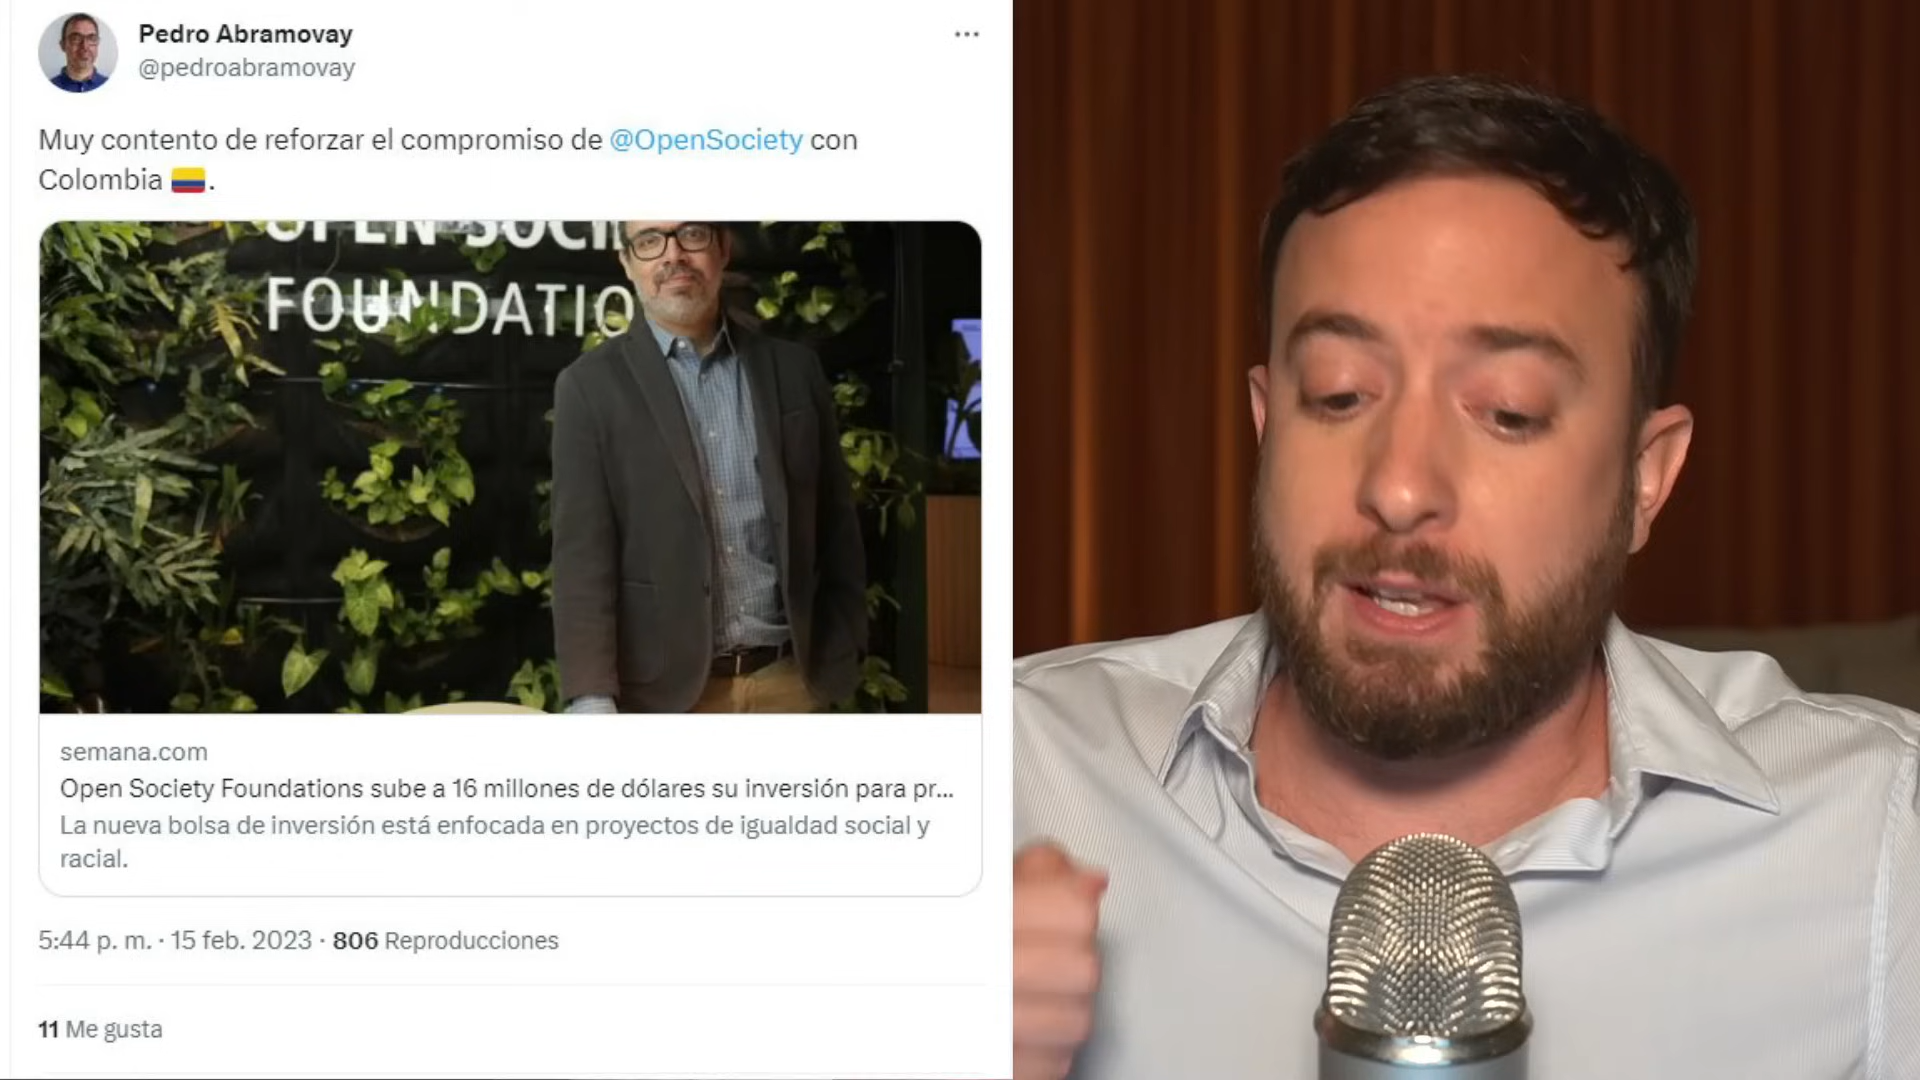 Pedro Abramovay
@pedroabramovay
Muy contento de reforzar el compromiso de @OpenSociety con
Colombia 🇨🇴.
OPEN SOCI
FOUNDATIO
semana.com
Open Society Foundations sube a 16 millones de dólares su inversión para pr...
La nueva bolsa de inversión está enfocada en proyectos de igualdad social y
racial.
5:44 p. m. · 15 feb. 2023 · 806 Reproducciones
11 Me gusta